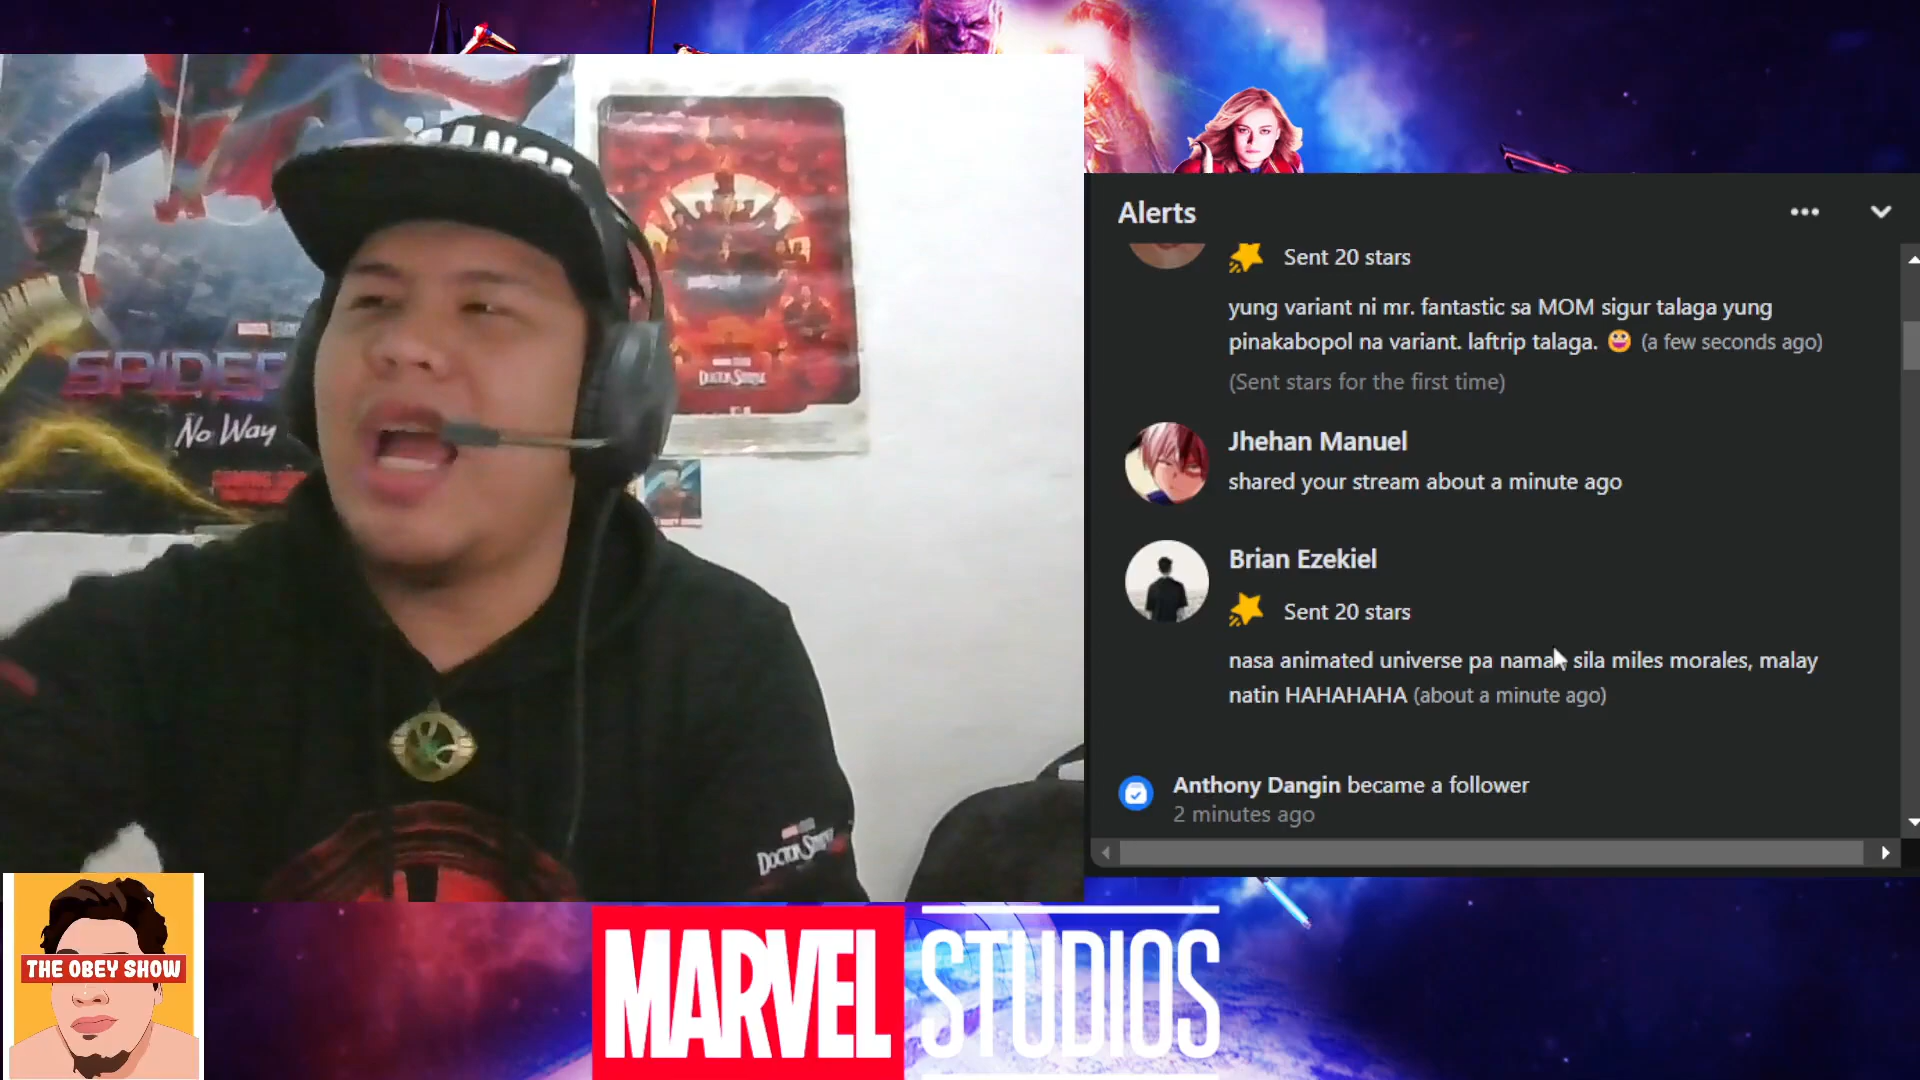 SPIDER
No Way
DOCTOR STRANGE
DOCTOR STRANGE
THE OBEY SHOW
MARVEL STUDIOS
Alerts
Sent 20 stars
yung variant ni mr. fantastic sa MOM sigur talaga yung
pinakabopol na variant. laftrip talaga. 😀 (a few seconds ago)
(Sent stars for the first time)
Jhehan Manuel
shared your stream about a minute ago
Brian Ezekiel
Sent 20 stars
nasa animated universe pa naman sila miles morales, malay
natin HAHAHAHA (about a minute ago)
Anthony Dangin became a follower
2 minutes ago